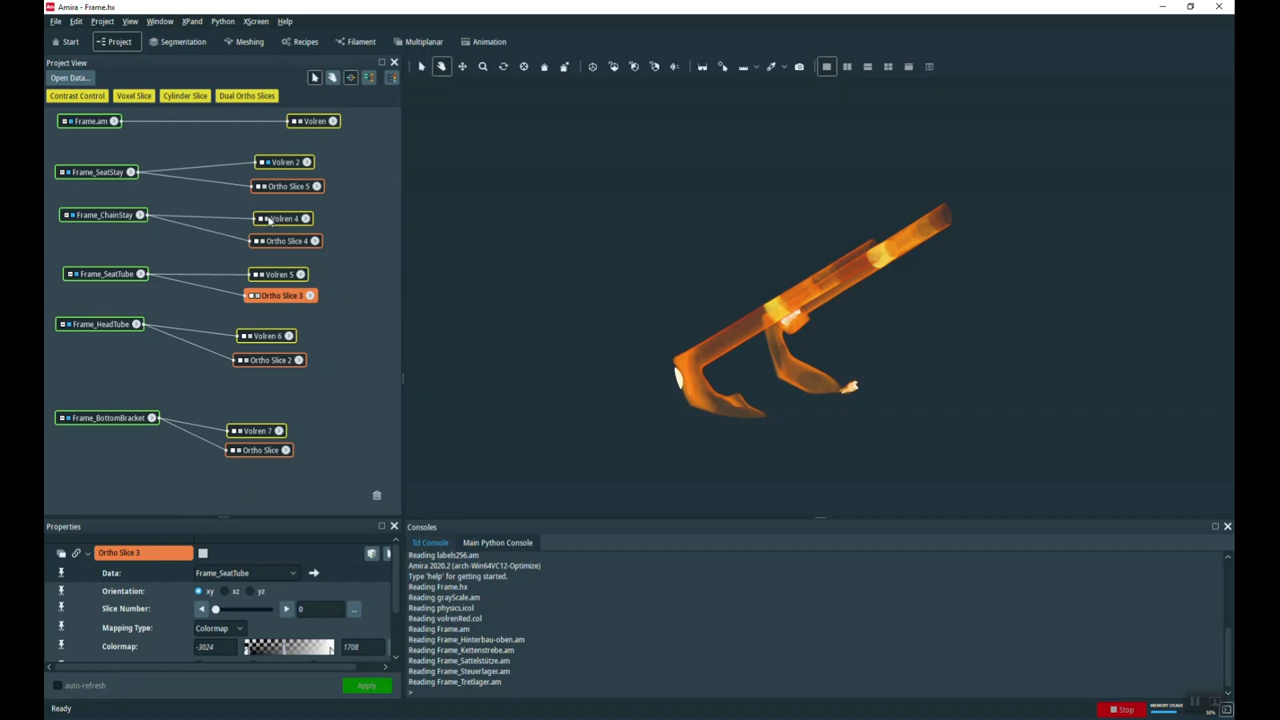 Am Amira - Frame.hx
File Edit Project View Window XPand Python XScreen Help
Start Project Segmentation Meshing Recipes Filament Multiplanar Animation
Project View
Open Data...
Contrast Control Voxel Slice Cylinder Slice Dual Ortho Slices
Frame.am Volren
Volren 2
Frame_SeatStay
Ortho Slice 5
Frame_ChainStay Volren 4
Ortho Slice 4
Frame_SeatTube Volren 5
Ortho Slice 3
Frame_HeadTube
Volren 6
Ortho Slice 2
Frame_BottomBracket
Volren 7
Ortho Slice
Properties
Ortho Slice 3
Data: Frame_SeatTube
Orientation: xy xz yz
Slice Number: 0 ...
Mapping Type: Colormap
Colormap: -3024 1708
auto-refresh Apply
Consoles
Tcl Console Main Python Console
Reading labels256.am
Amira 2020.2 (arch-Win64VC12-Optimize)
Type 'help' for getting started.
Reading Frame.hx
Reading grayScale.am
Reading physics.icol
Reading volrenRed.col
Reading Frame.am
Reading Frame_Hinterbau-oben.am
Reading Frame_Kettenstrebe.am
Reading Frame_Sattelstütze.am
Reading Frame_Steuerlager.am
Reading Frame_Tretlager.am
>
Ready Stop MEMORY USAGE 50%